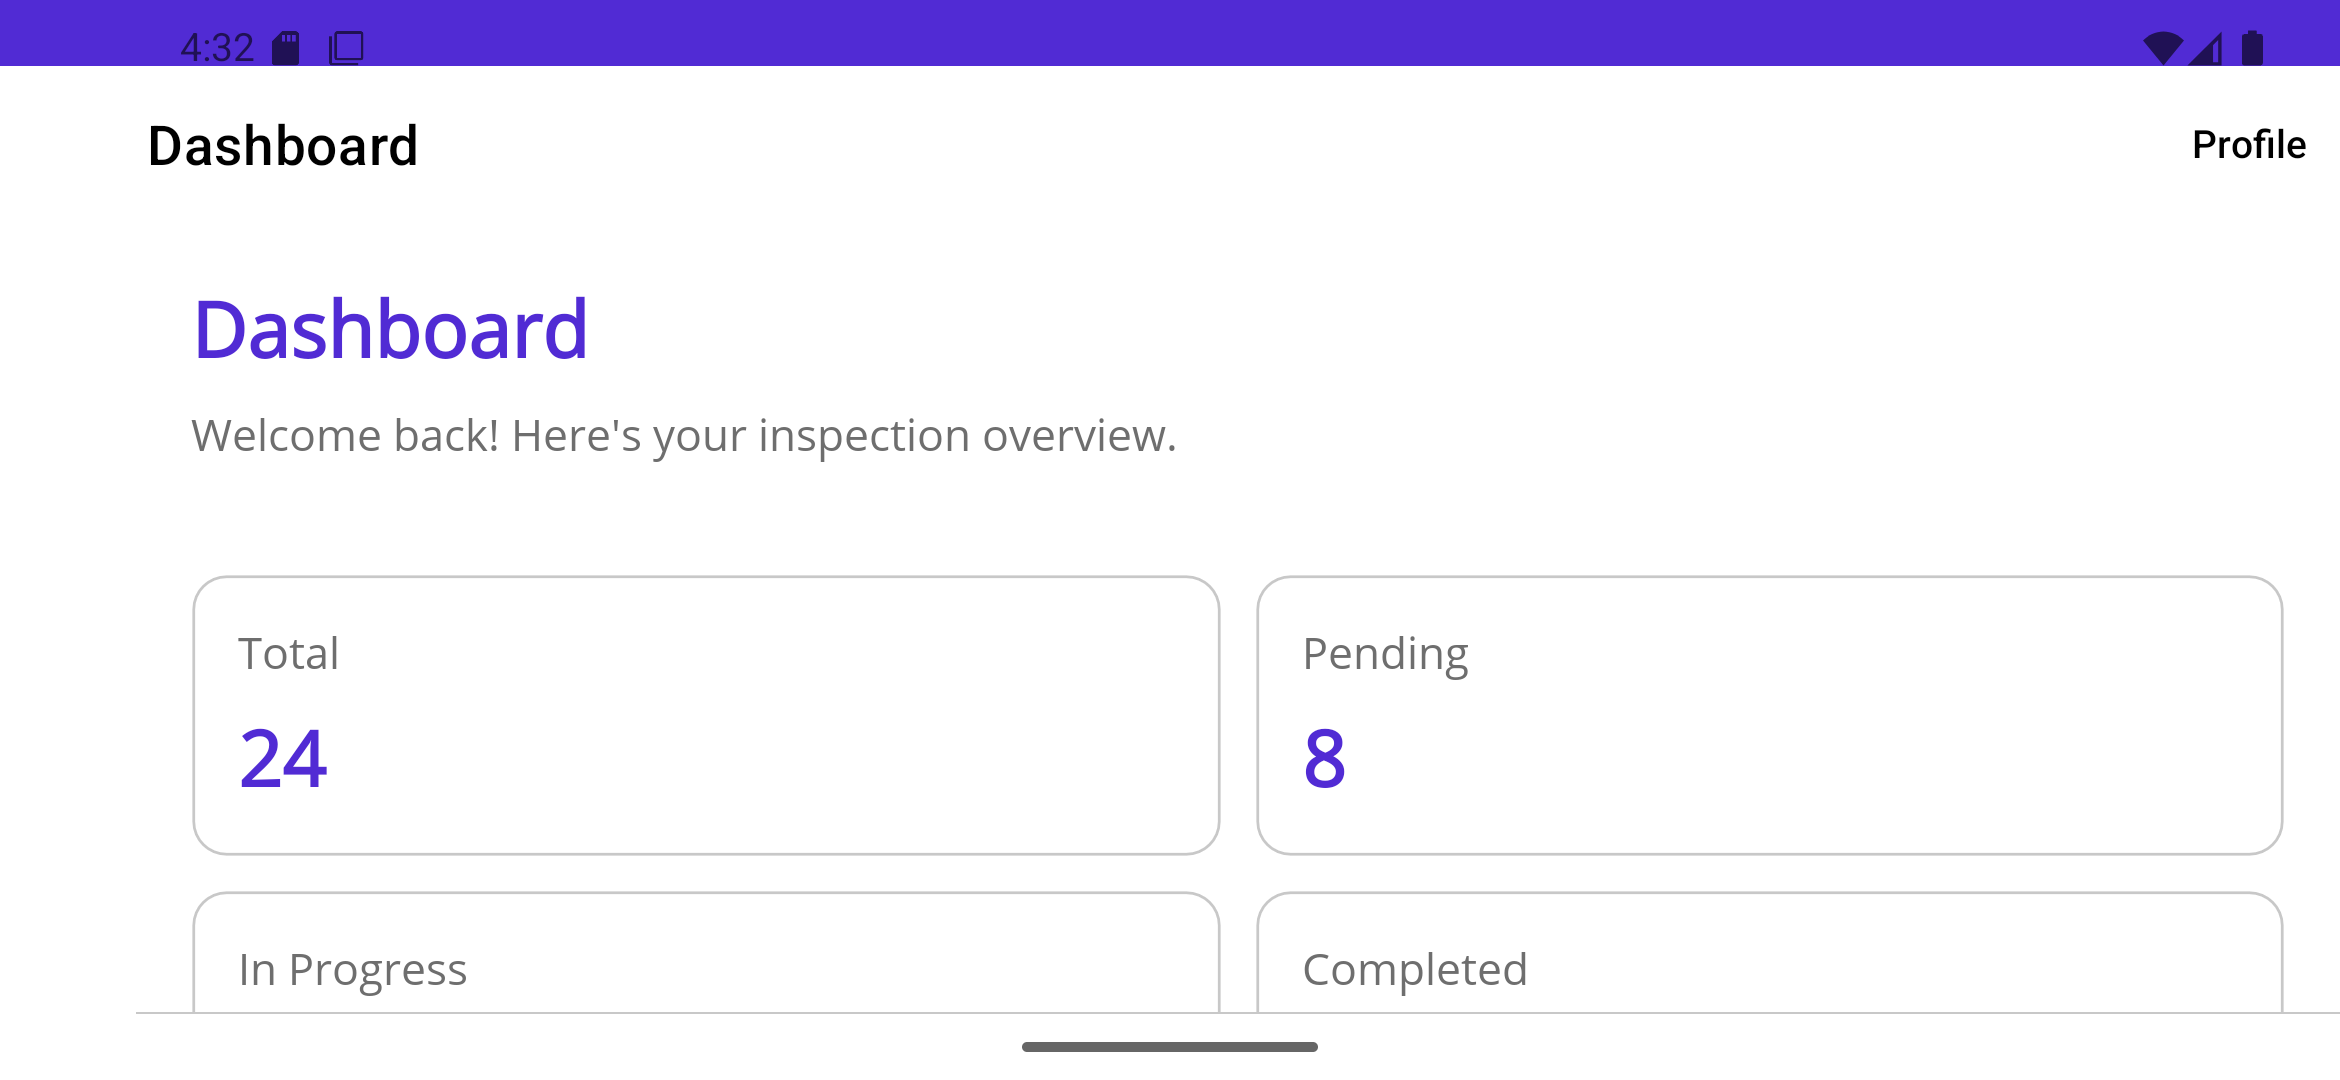 4:32
Dashboard
Profile
Dashboard
Welcome back! Here's your inspection overview.
Total
Pending
24
8
In Progress
Completed